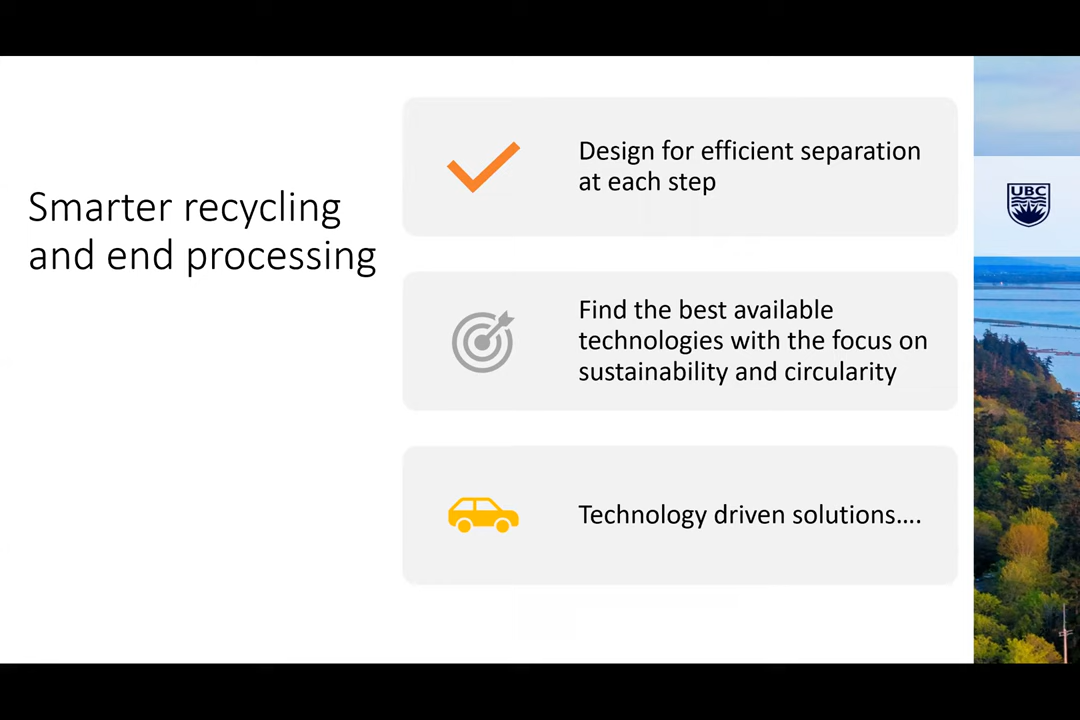 Smarter recycling
and end processing
Design for efficient separation
at each step
Find the best available
technologies with the focus on
sustainability and circularity
Technology driven solutions....
UBC